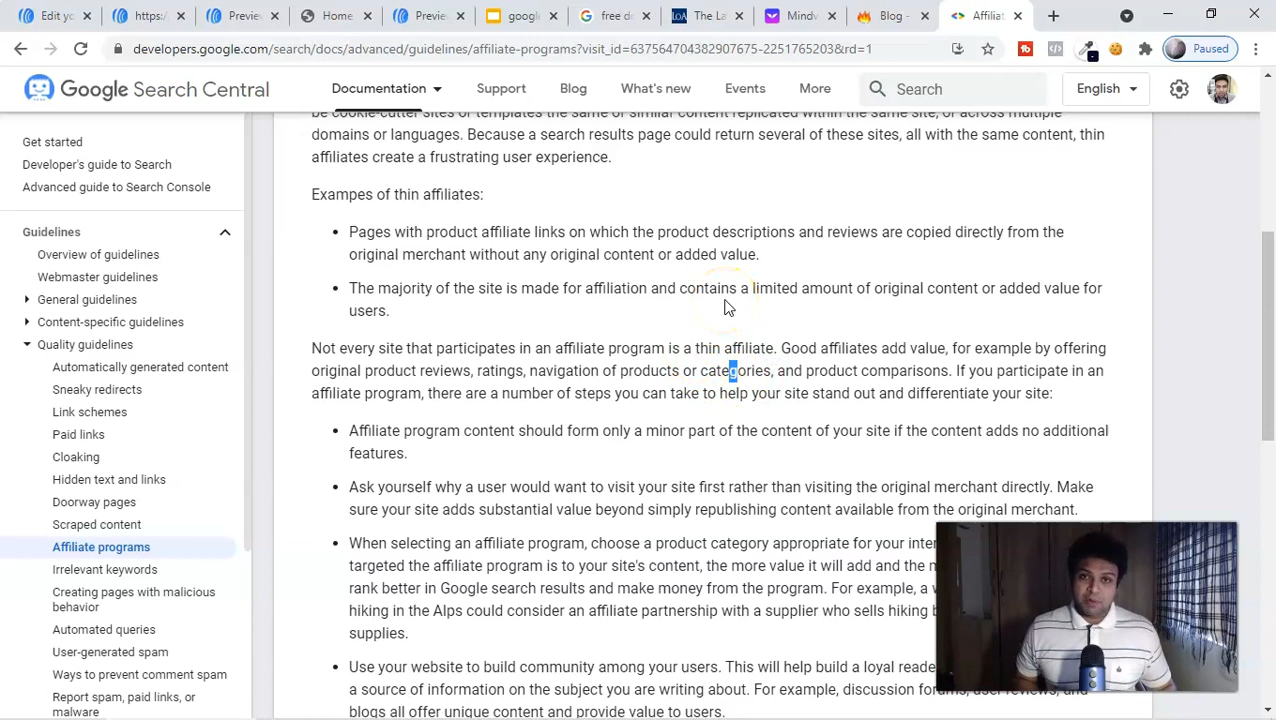 Edit yo
https:/
Preview
Home
Previe
google
free dr
The La
Mindv
Blog -
Affiliat
developers.google.com/search/docs/advanced/guidelines/affiliate-programs?visit_id=637564704382907675-2251765203&rd=1
Paused
Google Search Central
Documentation
Support
Blog
What's new
Events
More
Search
English
Get started
Developer's guide to Search
Advanced guide to Search Console
Guidelines
Overview of guidelines
Webmaster guidelines
General guidelines
Content-specific guidelines
Quality guidelines
Automatically generated content
Sneaky redirects
Link schemes
Paid links
Cloaking
Hidden text and links
Doorway pages
Scraped content
Affiliate programs
Irrelevant keywords
Creating pages with malicious
behavior
Automated queries
User-generated spam
Ways to prevent comment spam
Report spam, paid links, or
malware
be cookie-cutter sites or templates the same or similar content replicated within the same site, or across multiple
domains or languages. Because a search results page could return several of these sites, all with the same content, thin
affiliates create a frustrating user experience.
Exampes of thin affiliates:
• Pages with product affiliate links on which the product descriptions and reviews are copied directly from the
original merchant without any original content or added value.
• The majority of the site is made for affiliation and contains a limited amount of original content or added value for
users.
Not every site that participates in an affiliate program is a thin affiliate. Good affiliates add value, for example by offering
original product reviews, ratings, navigation of products or categories, and product comparisons. If you participate in an
affiliate program, there are a number of steps you can take to help your site stand out and differentiate your site:
• Affiliate program content should form only a minor part of the content of your site if the content adds no additional
features.
• Ask yourself why a user would want to visit your site first rather than visiting the original merchant directly. Make
sure your site adds substantial value beyond simply republishing content available from the original merchant.
• When selecting an affiliate program, choose a product category appropriate for your inter
targeted the affiliate program is to your site's content, the more value it will add and the m
rank better in Google search results and make money from the program. For example, a w
hiking in the Alps could consider an affiliate partnership with a supplier who sells hiking b
supplies.
• Use your website to build community among your users. This will help build a loyal reade
a source of information on the subject you are writing about. For example, discussion forums, user reviews, and
blogs all offer unique content and provide value to users.